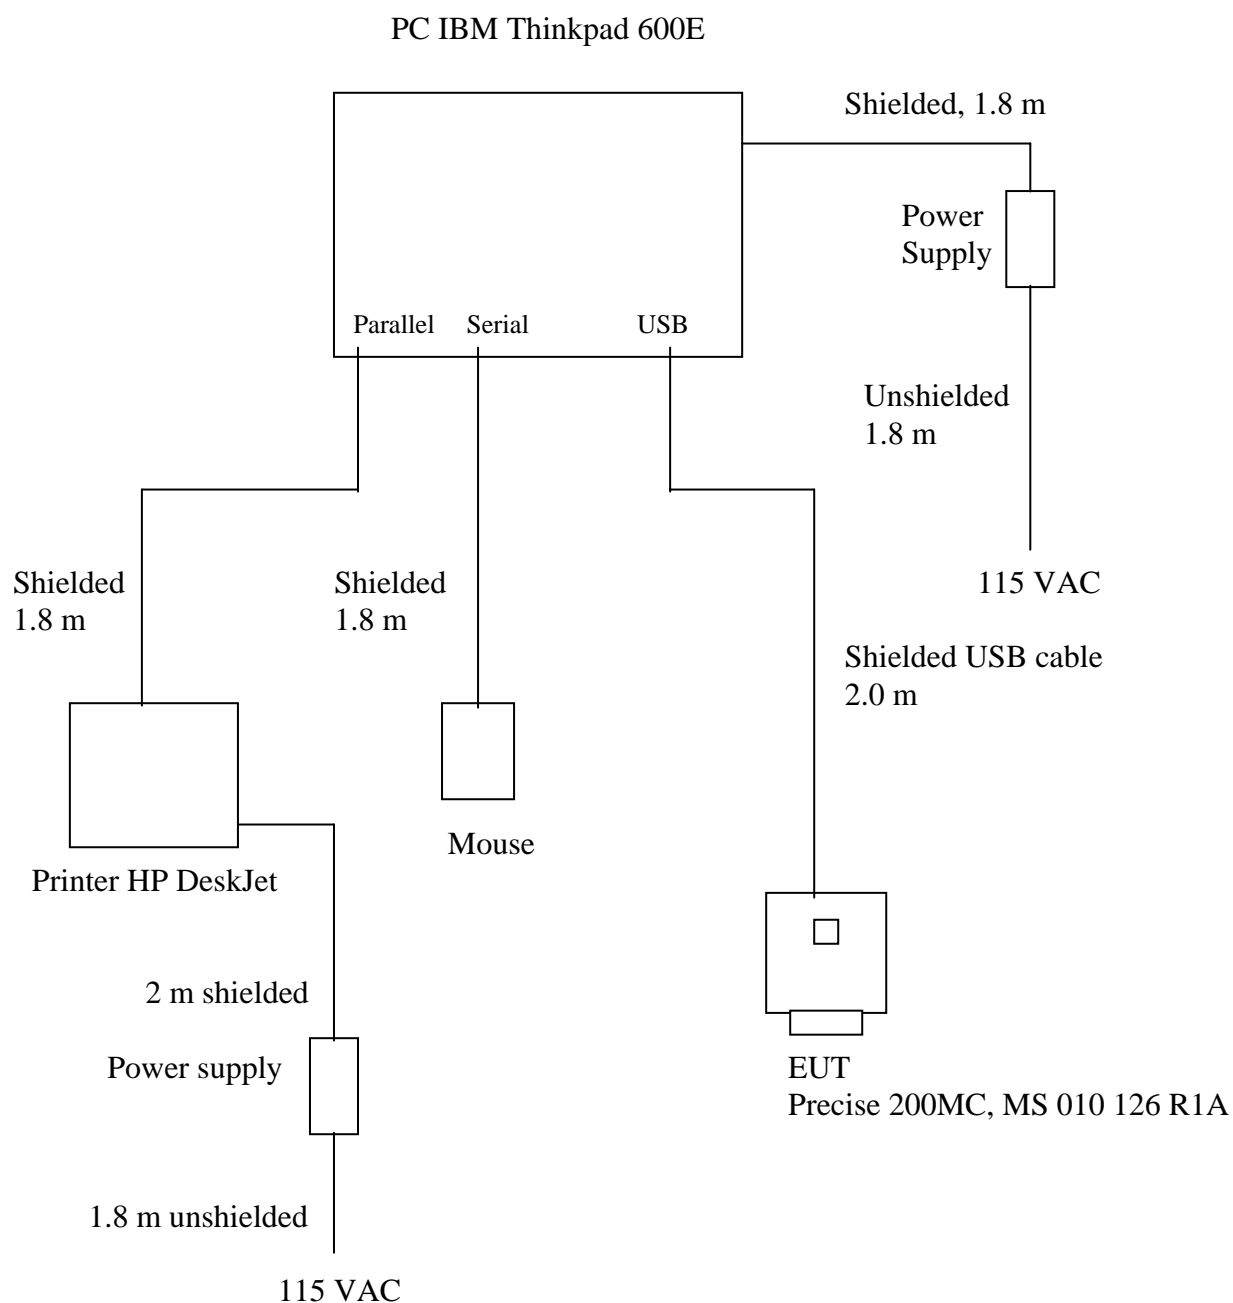 PC IBM Thinkpad 600E
Shielded, 1.8 m
Power
Supply
Parallel
Serial
USB
Unshielded
1.8 m
115 VAC
Shielded
1.8 m
Shielded
1.8 m
Shielded USB cable
2.0 m
Mouse
Printer HP DeskJet
2 m shielded
Power supply
EUT
Precise 200MC, MS 010 126 R1A
1.8 m unshielded
115 VAC